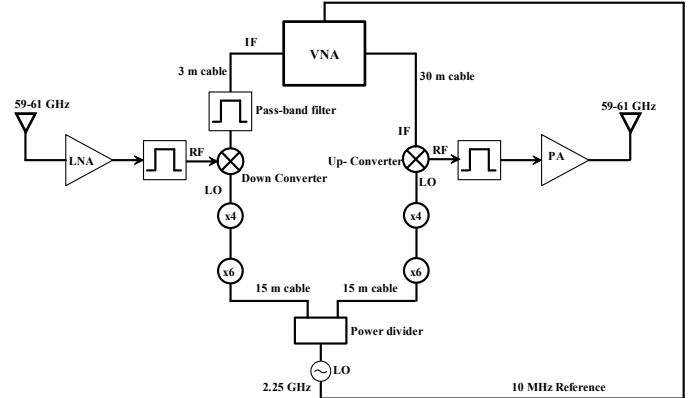 IF
VNA
3 m cable
30 m cable
59-61 GHz
Pass-band filter
59-61 GHz
IF
LNA
RF
RF
PA
Up- Converter
Down Converter
LO
LO
x4
x4
x6
x6
15 m cable
15 m cable
Power divider
LO
2.25 GHz
10 MHz Reference